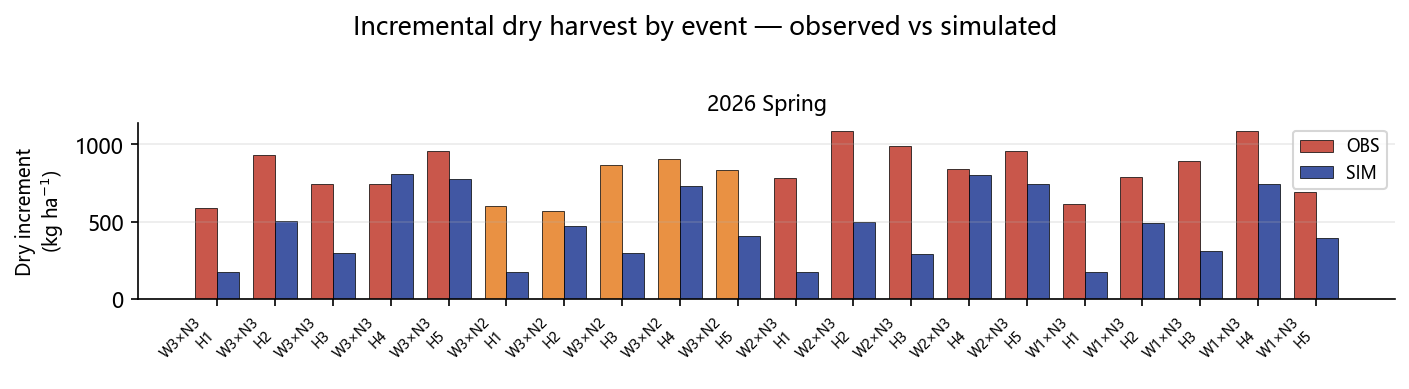 Incremental dry harvest by event — observed vs simulated
2026 Spring
Dry increment
(kg ha⁻¹)
1000
500
0
OBS
SIM
W3×N3
H1
W3×N3
H2
W3×N3
H3
W3×N3
H4
W3×N3
H5
W3×N2
H1
W3×N2
H2
W3×N2
H3
W3×N2
H4
W3×N2
H5
W2×N3
H1
W2×N3
H2
W2×N3
H3
W2×N3
H4
W2×N3
H5
W1×N3
H1
W1×N3
H2
W1×N3
H3
W1×N3
H4
W1×N3
H5